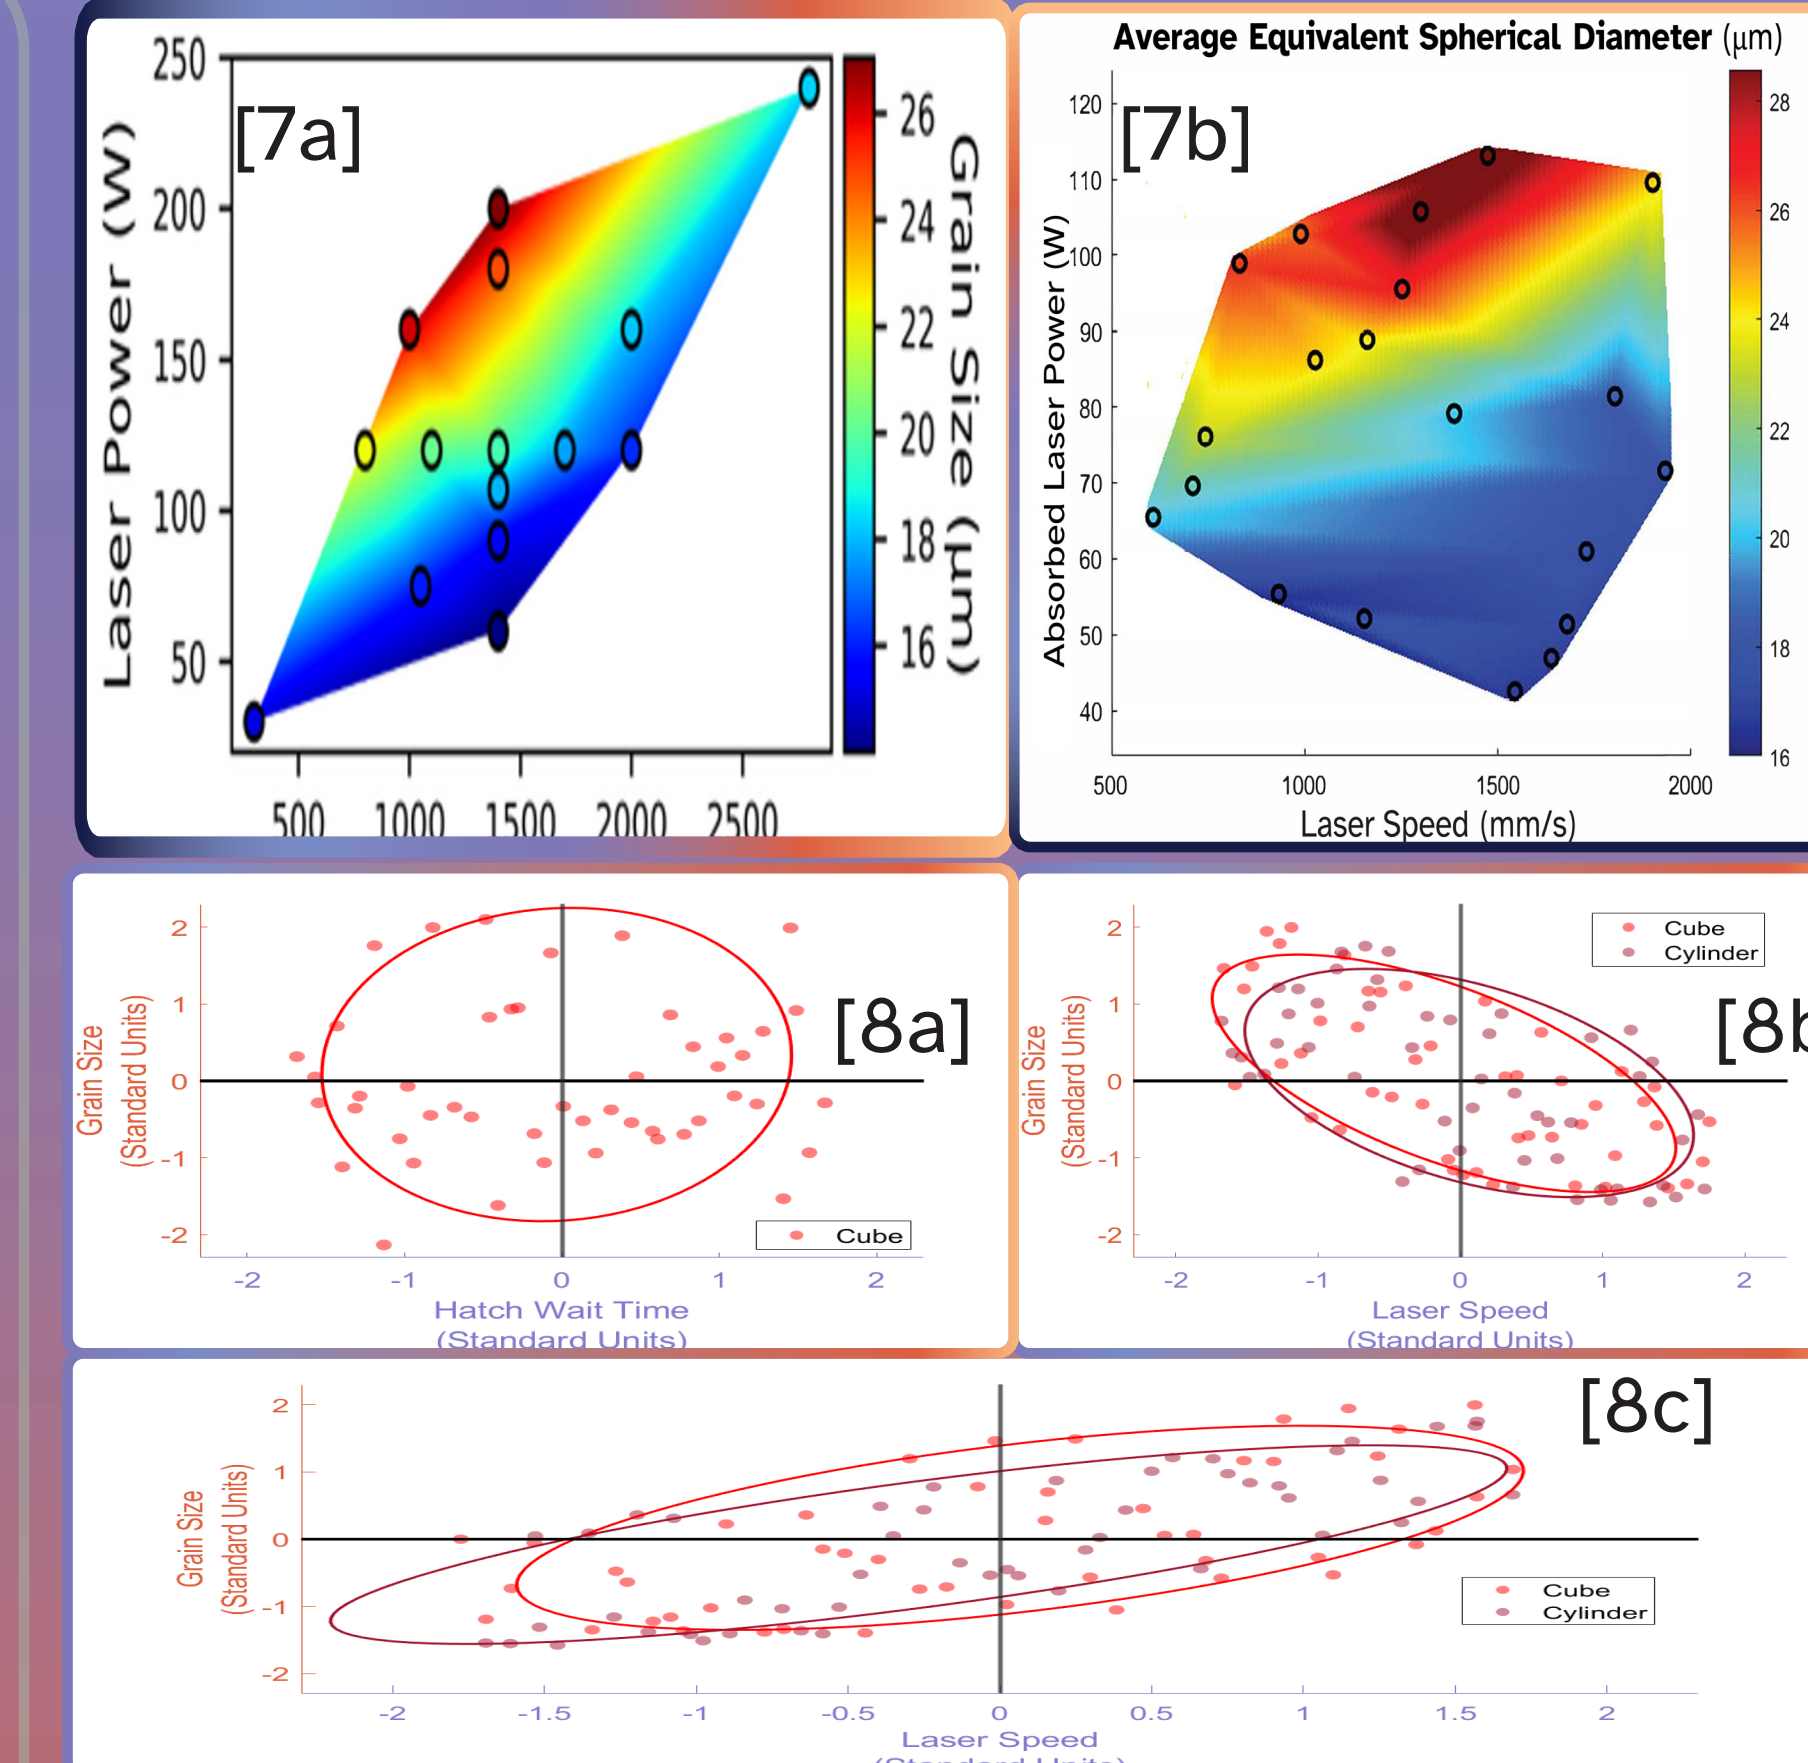 [7a]
250
200
150
100
50
Laser Power (W)
500 1000 1500 2000 2500
26
24
22
20
18
16
Grain Size (µm)
Average Equivalent Spherical Diameter (µm)
[7b]
120
110
100
90
80
70
60
50
40
Absorbed Laser Power (W)
500 1000 1500 2000
Laser Speed (mm/s)
28
26
24
22
20
18
16
[8a]
2
1
0
-1
-2
Grain Size
(Standard Units)
Cube
-2 -1 0 1 2
Hatch Wait Time
(Standard Units)
[8b
2
1
0
-1
-2
Grain Size
(Standard Units)
Cube
Cylinder
-2 -1 0 1 2
Laser Speed
(Standard Units)
[8c]
2
1
0
-1
-2
Grain Size
(Standard Units)
Cube
Cylinder
-2 -1.5 -1 -0.5 0 0.5 1 1.5 2
Laser Speed
(Standard Units)